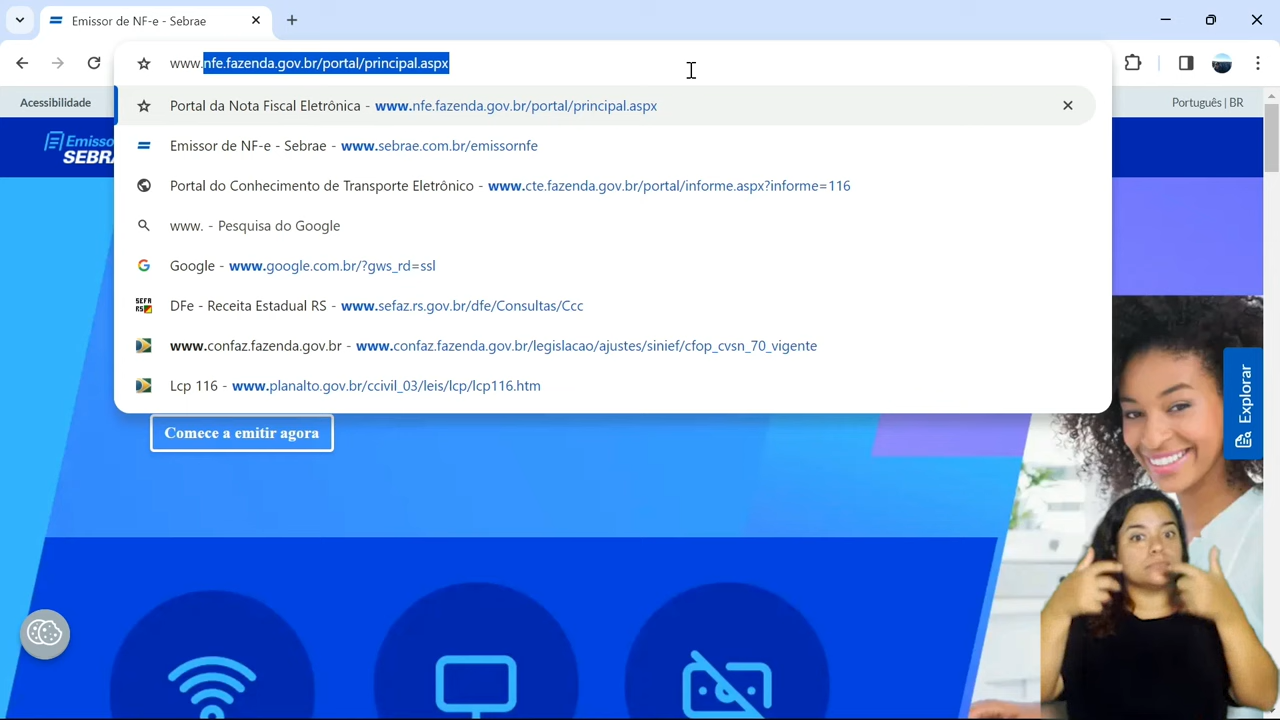 Emissor de NF-e - Sebrae
www.nfe.fazenda.gov.br/portal/principal.aspx
Acessibilidade
Português | BR
Portal da Nota Fiscal Eletrônica - www.nfe.fazenda.gov.br/portal/principal.aspx
Emisso
SEBRA
Emissor de NF-e - Sebrae - www.sebrae.com.br/emissornfe
Portal do Conhecimento de Transporte Eletrônico - www.cte.fazenda.gov.br/portal/informe.aspx?informe=116
www. - Pesquisa do Google
Google - www.google.com.br/?gws_rd=ssl
SEFA RS
DFe - Receita Estadual RS - www.sefaz.rs.gov.br/dfe/Consultas/Ccc
www.confaz.fazenda.gov.br - www.confaz.fazenda.gov.br/legislacao/ajustes/sinief/cfop_cvsn_70_vigente
Lcp 116 - www.planalto.gov.br/ccivil_03/leis/lcp/lcp116.htm
Explorar
Comece a emitir agora